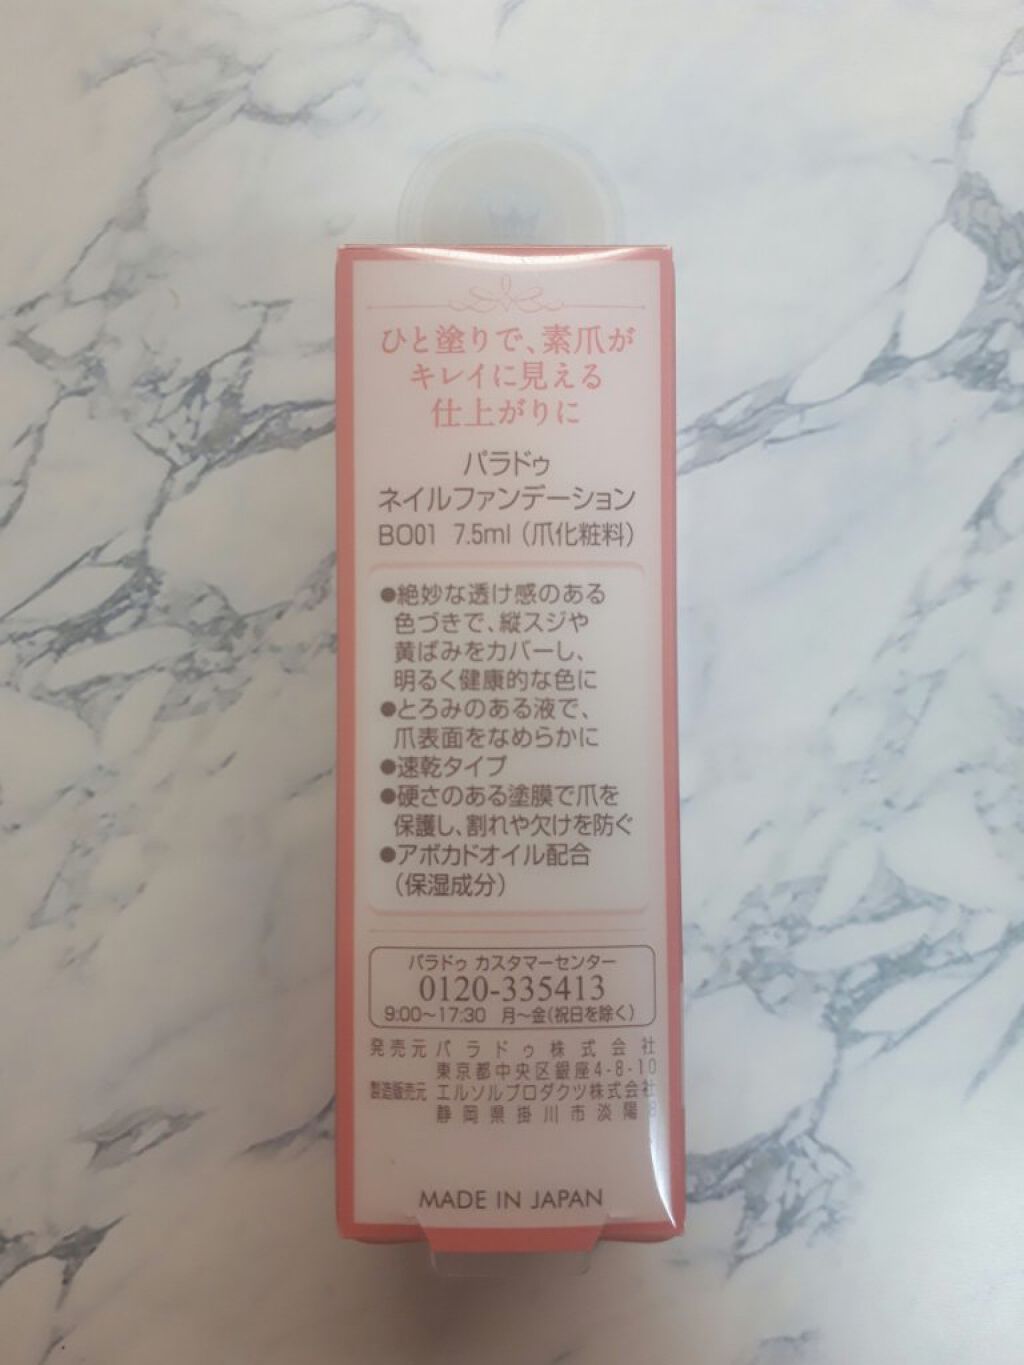 ひと塗りで、素爪が
キレイに見える
仕上がりに
パラドゥ
ネイルファンデーション
BO01 7.5ml（爪化粧料）
●絶妙な透け感のある
色づきで、縦スジや
黄ばみをカバーし、
明るく健康的な色に
●とろみのある液で、
爪表面をなめらかに
●速乾タイプ
●硬さのある塗膜で爪を
保護し、割れや欠けを防ぐ
●アボカドオイル配合
（保湿成分）
パラドゥ カスタマーセンター
0120-335413
9:00～17:30 月～金（祝日を除く）
発売元 パラドゥ株式会社
東京都中央区銀座4-8-10
製造販売元 エルソルプロダクツ株式会社
静岡県掛川市淡陽
MADE IN JAPAN